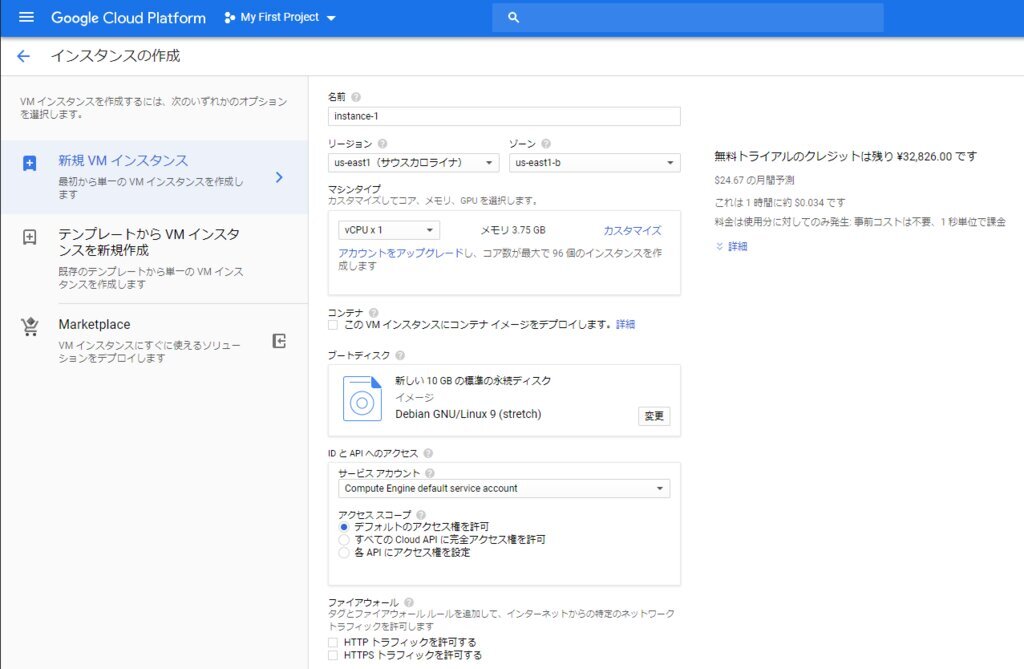 Google Cloud Platform
My First Project
インスタンスの作成
VM インスタンスを作成するには、次のいずれかのオプション
を選択します。
新規 VM インスタンス
最初から単一の VM インスタンスを作成し
ます
テンプレートから VM インスタ
ンスを新規作成
既存のテンプレートから単一の VM インス
タンスを作成します
Marketplace
VM インスタンスにすぐに使えるソリュー
ションをデプロイします
名前
instance-1
リージョン
ゾーン
us-east1（サウスカロライナ）
us-east1-b
マシンタイプ
カスタマイズしてコア、メモリ、GPU を選択します。
vCPU x 1
メモリ 3.75 GB
カスタマイズ
アカウントをアップグレードし、コア数が最大で 96 個のインスタンスを作
成します
コンテナ
この VM インスタンスにコンテナ イメージをデプロイします。詳細
ブートディスク
新しい 10 GB の標準の永続ディスク
イメージ
Debian GNU/Linux 9 (stretch)
変更
ID と API へのアクセス
サービス アカウント
Compute Engine default service account
アクセス スコープ
デフォルトのアクセス権を許可
すべての Cloud API に完全アクセス権を許可
各 API にアクセス権を設定
ファイアウォール
タグとファイアウォール ルールを追加して、インターネットからの特定のネットワーク
トラフィックを許可します
HTTP トラフィックを許可する
HTTPS トラフィックを許可する
無料トライアルのクレジットは残り ¥32,826.00 です
$24.67 の月間予測
これは 1 時間に約 $0.034 です
料金は使用分に対してのみ発生: 事前コストは不要、1 秒単位で課金
詳細